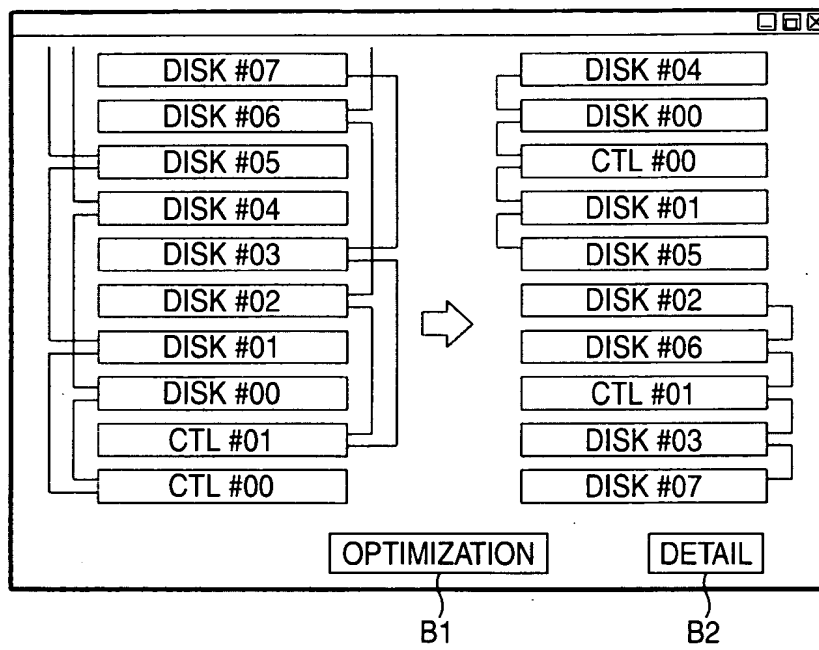 DISK #07
DISK #06
DISK #05
DISK #04
DISK #03
DISK #02
DISK #01
DISK #00
CTL #01
CTL #00
DISK #04
DISK #00
CTL #00
DISK #01
DISK #05
DISK #02
DISK #06
CTL #01
DISK #03
DISK #07
OPTIMIZATION
DETAIL
B1
B2